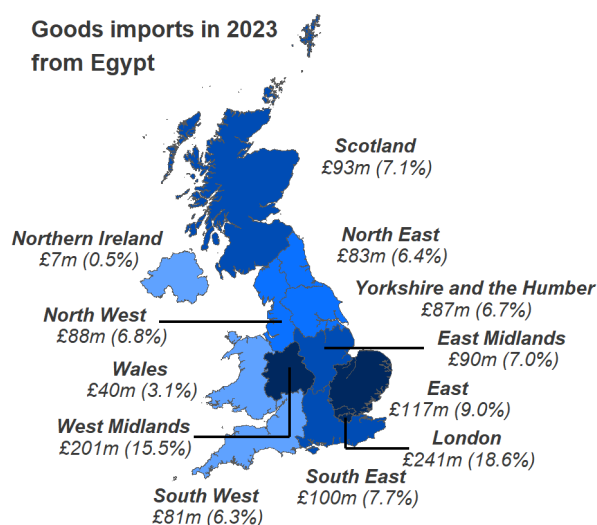 Goods imports in 2023
from Egypt
Scotland
£93m (7.1%)
Northern Ireland
£7m (0.5%)
North East
£83m (6.4%)
Yorkshire and the Humber
£87m (6.7%)
North West
£88m (6.8%)
East Midlands
£90m (7.0%)
Wales
£40m (3.1%)
East
£117m (9.0%)
West Midlands
£201m (15.5%)
London
£241m (18.6%)
South East
£100m (7.7%)
South West
£81m (6.3%)